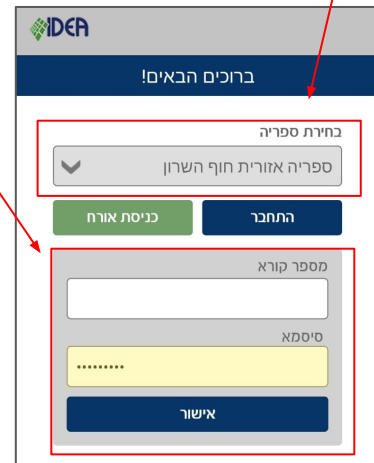 IDEA
ברוכים הבאים!
בחירת ספריה
ספריה אזורית חוף השרון
התחבר
כניסת אורח
מספר קורא
סיסמא
.........
אישור